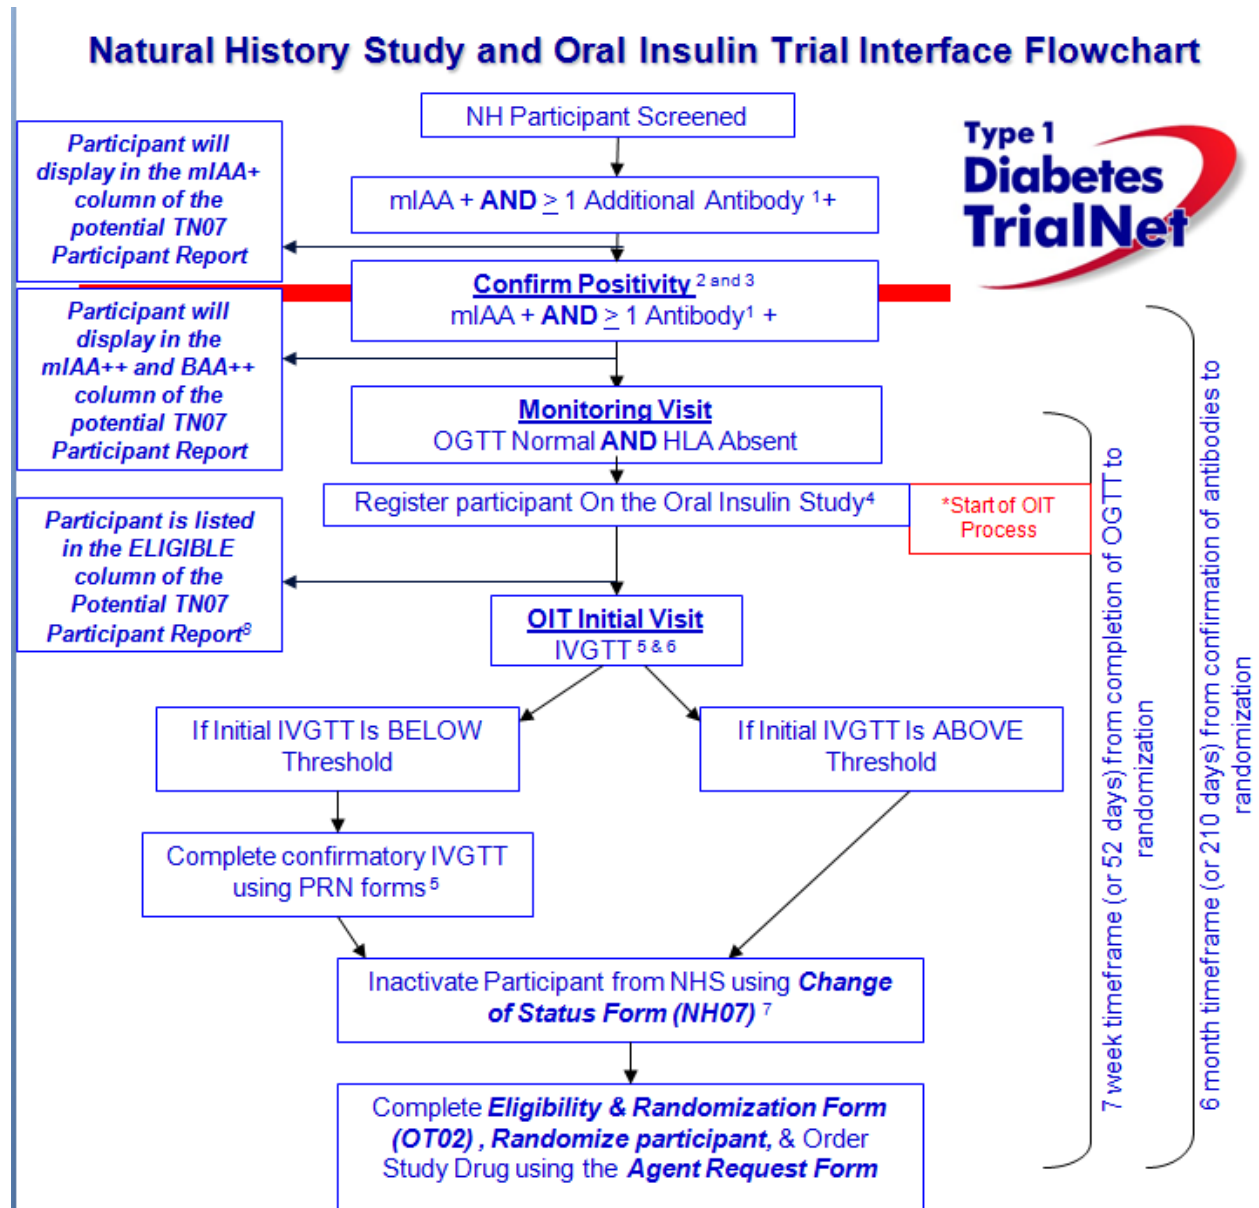 Natural History Study and Oral Insulin Trial Interface Flowchart
NH Participant Screened
Type 1
Diabetes
TrialNet
Participant will
display in the mIAA+
column of the
potential TN07
Participant Report
mIAA + AND ≥ 1 Additional Antibody ¹+
Confirm Positivity ² and ³
mIAA + AND ≥ 1 Antibody¹ +
Participant will
display in the
mIAA++ and BAA++
column of the
potential TN07
Participant Report
Monitoring Visit
OGTT Normal AND HLA Absent
Register participant On the Oral Insulin Study⁴
*Start of OIT
Process
Participant is listed
in the ELIGIBLE
column of the
Potential TN07
Participant Report⁸
OIT Initial Visit
IVGTT ⁵ & ⁶
If Initial IVGTT Is BELOW
Threshold
If Initial IVGTT Is ABOVE
Threshold
Complete confirmatory IVGTT
using PRN forms ⁵
Inactivate Participant from NHS using Change
of Status Form (NH07) ⁷
Complete Eligibility & Randomization Form
(OT02) , Randomize participant, & Order
Study Drug using the Agent Request Form
7 week timeframe (or 52 days) from completion of OGTT to
randomization
6 month timeframe (or 210 days) from confirmation of antibodies to
randomization